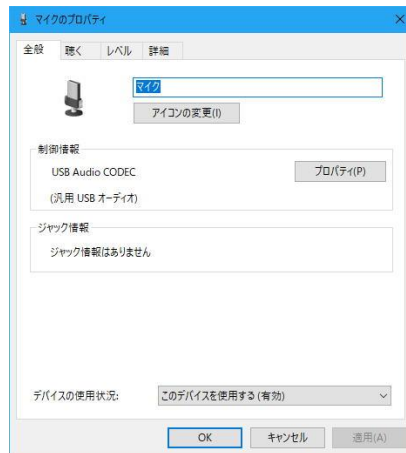 マイクのプロパティ
全般 聴く レベル 詳細
マイク
アイコンの変更(I)
制御情報
USB Audio CODEC プロパティ(P)
(汎用 USB オーディオ)
ジャック情報
ジャック情報はありません
デバイスの使用状況: このデバイスを使用する (有効)
OK キャンセル 適用(A)